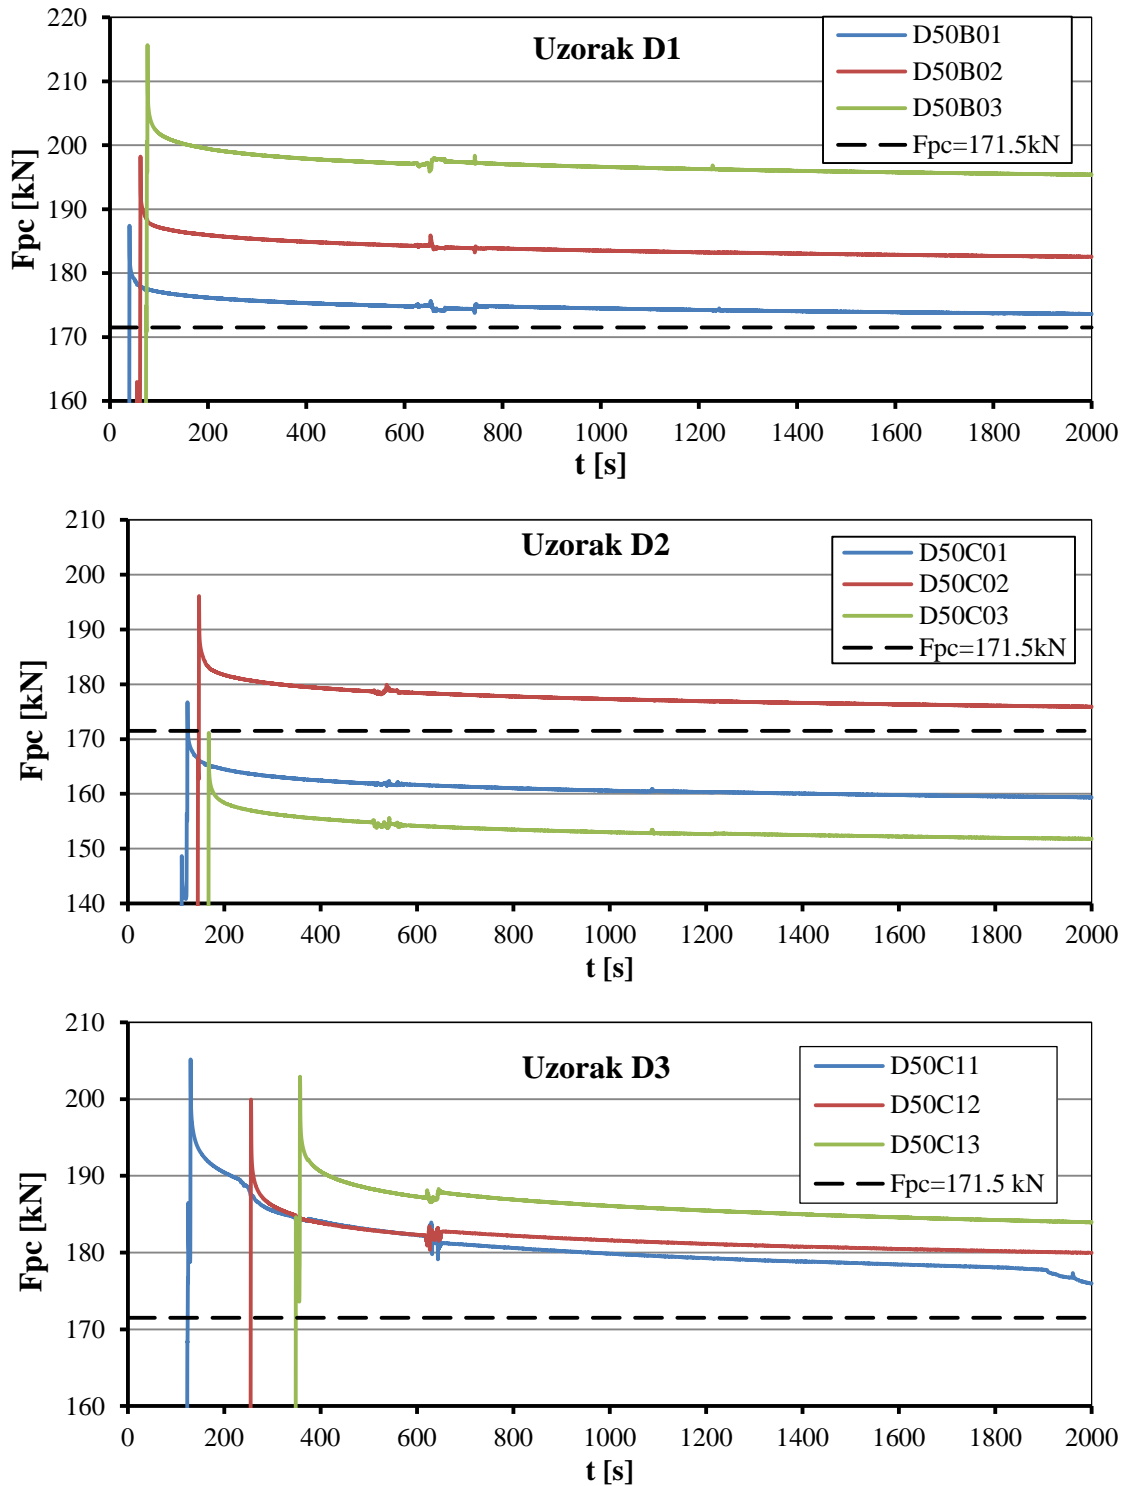 Uzorak D1
D50B01
D50B02
D50B03
Fpc=171.5kN
Fpc [kN]
220
210
200
190
180
170
160
0 200 400 600 800 1000 1200 1400 1600 1800 2000
t [s]
Uzorak D2
D50C01
D50C02
D50C03
Fpc=171.5kN
Fpc [kN]
210
200
190
180
170
160
150
140
0 200 400 600 800 1000 1200 1400 1600 1800 2000
t [s]
Uzorak D3
D50C11
D50C12
D50C13
Fpc=171.5 kN
Fpc [kN]
210
200
190
180
170
160
0 200 400 600 800 1000 1200 1400 1600 1800 2000
t [s]